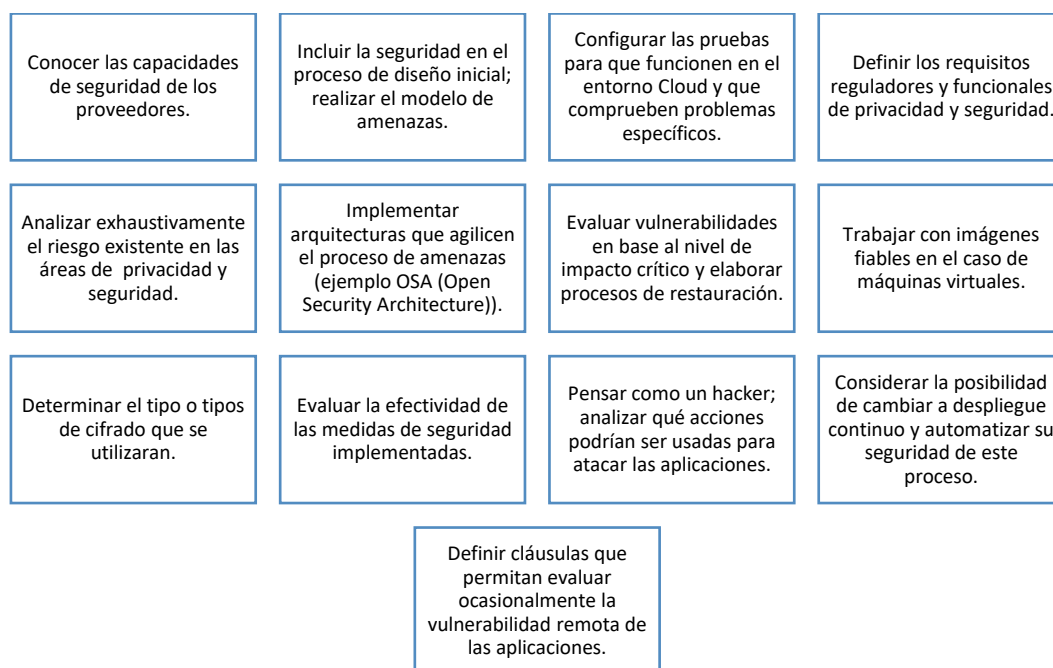 Conocer las capacidades
de seguridad de los
proveedores.
Incluir la seguridad en el
proceso de diseño inicial;
realizar el modelo de
amenazas.
Configurar las pruebas
para que funcionen en el
entorno Cloud y que
comprueben problemas
específicos.
Definir los requisitos
reguladores y funcionales
de privacidad y seguridad.
Analizar exhaustivamente
el riesgo existente en las
áreas de privacidad y
seguridad.
Implementar
arquitecturas que agilicen
el proceso de amenazas
(ejemplo OSA (Open
Security Architecture)).
Evaluar vulnerabilidades
en base al nivel de
impacto crítico y elaborar
procesos de restauración.
Trabajar con imágenes
fiables en el caso de
máquinas virtuales.
Determinar el tipo o tipos
de cifrado que se
utilizaran.
Evaluar la efectividad de
las medidas de seguridad
implementadas.
Pensar como un hacker;
analizar qué acciones
podrían ser usadas para
atacar las aplicaciones.
Considerar la posibilidad
de cambiar a despliegue
continuo y automatizar su
seguridad de este
proceso.
Definir cláusulas que
permitan evaluar
ocasionalmente la
vulnerabilidad remota de
las aplicaciones.